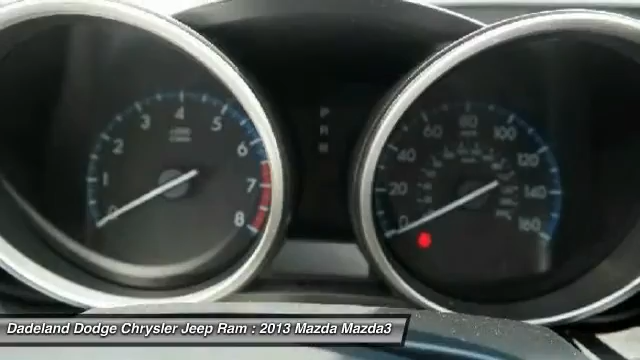 0 1 2 3 4 5 6 7 8
P
R
N
0 20 40 60 80 100 120 140 160
Dadeland Dodge Chrysler Jeep Ram : 2013 Mazda Mazda3